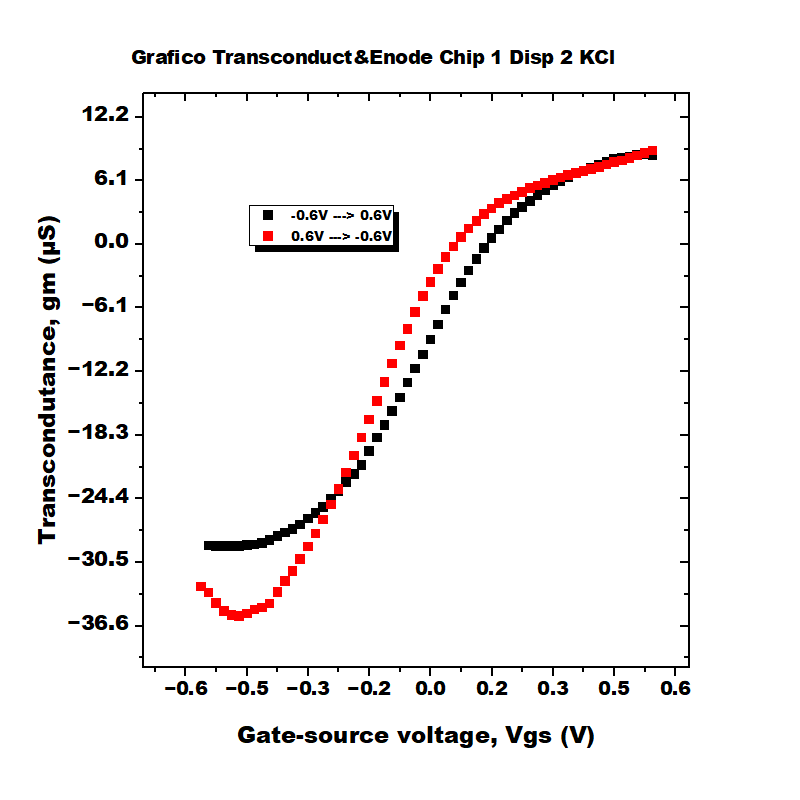 Grafico Transconduct&Enode Chip 1 Disp 2 KCl
12.2
6.1
0.0
−6.1
−12.2
−18.3
−24.4
−30.5
−36.6
-0.6V ---> 0.6V
0.6V ---> -0.6V
Transcondutance, gm (µS)
−0.6 −0.5 −0.3 −0.2 0.0 0.2 0.3 0.5 0.6
Gate-source voltage, Vgs (V)